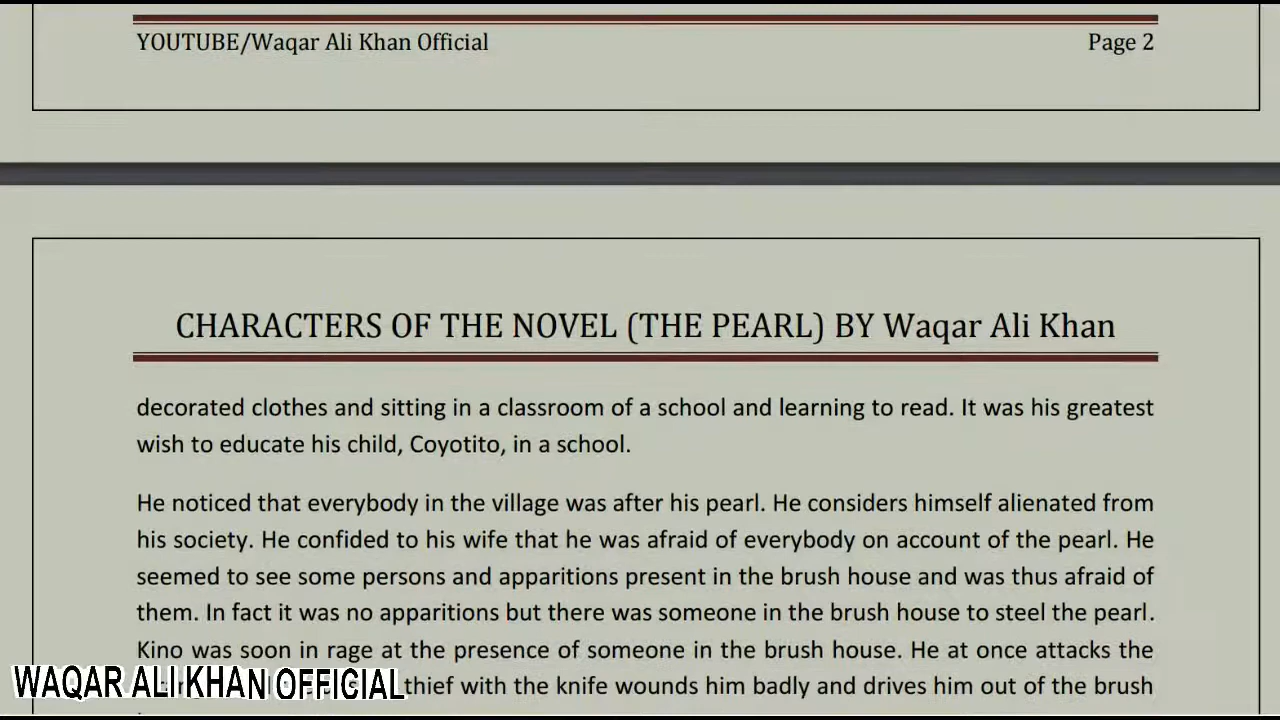 YOUTUBE/Waqar Ali Khan Official Page 2
CHARACTERS OF THE NOVEL (THE PEARL) BY Waqar Ali Khan
decorated clothes and sitting in a classroom of a school and learning to read. It was his greatest
wish to educate his child, Coyotito, in a school.
He noticed that everybody in the village was after his pearl. He considers himself alienated from
his society. He confided to his wife that he was afraid of everybody on account of the pearl. He
seemed to see some persons and apparitions present in the brush house and was thus afraid of
them. In fact it was no apparitions but there was someone in the brush house to steel the pearl.
Kino was soon in rage at the presence of someone in the brush house. He at once attacks the
thief with the knife wounds him badly and drives him out of the brush
WAQAR ALI KHAN OFFICIAL